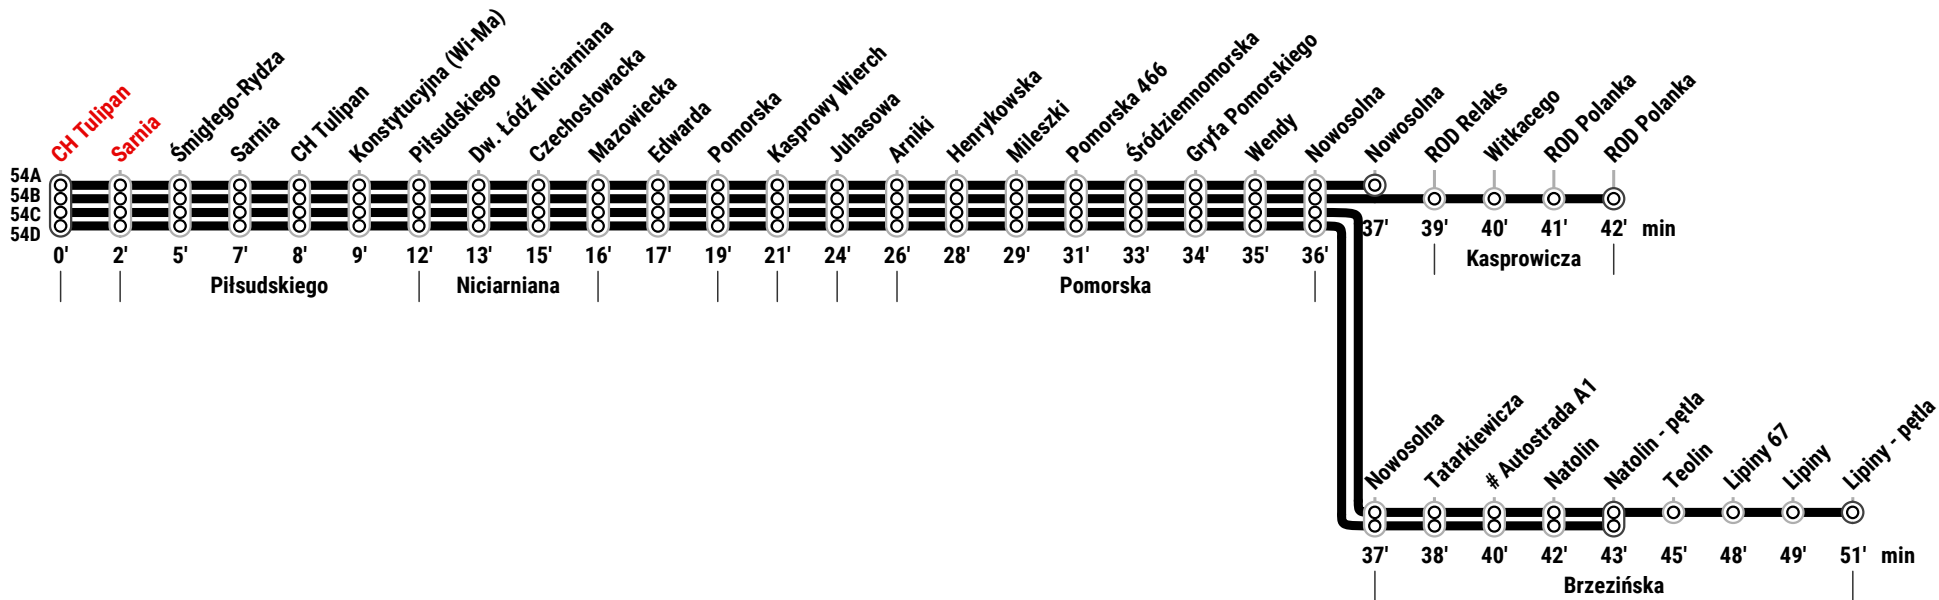 CH Tulipan
Sarnia
Śmigłego-Rydza
Sarnia
CH Tulipan
Konstytucyjna (Wi-Ma)
Piłsudskiego
Dw. Łódź Niciarniana
Czechosłowacka
Mazowiecka
Edwarda
Pomorska
Kasprowy Wierch
Juhasowa
Arniki
Henrykowska
Mileszki
Pomorska 466
Śródziemnomorska
Gryfa Pomorskiego
Wendy
Nowosolna
Nowosolna
ROD Relaks
Witkacego
ROD Polanka
ROD Polanka
54A
54B
54C
54D
37' 39' 40' 41' 42' min
0' 2' 5' 7' 8' 9' 12' 13' 15' 16' 17' 19' 21' 24' 26' 28' 29' 31' 33' 34' 35' 36'
Kasprowicza
Piłsudskiego Niciarniana Pomorska
Nowosolna
Tatarkiewicza
# Autostrada A1
Natolin
Natolin - pętla
Teolin
Lipiny 67
Lipiny
Lipiny - pętla
37' 38' 40' 42' 43' 45' 48' 49' 51' min
Brzezińska